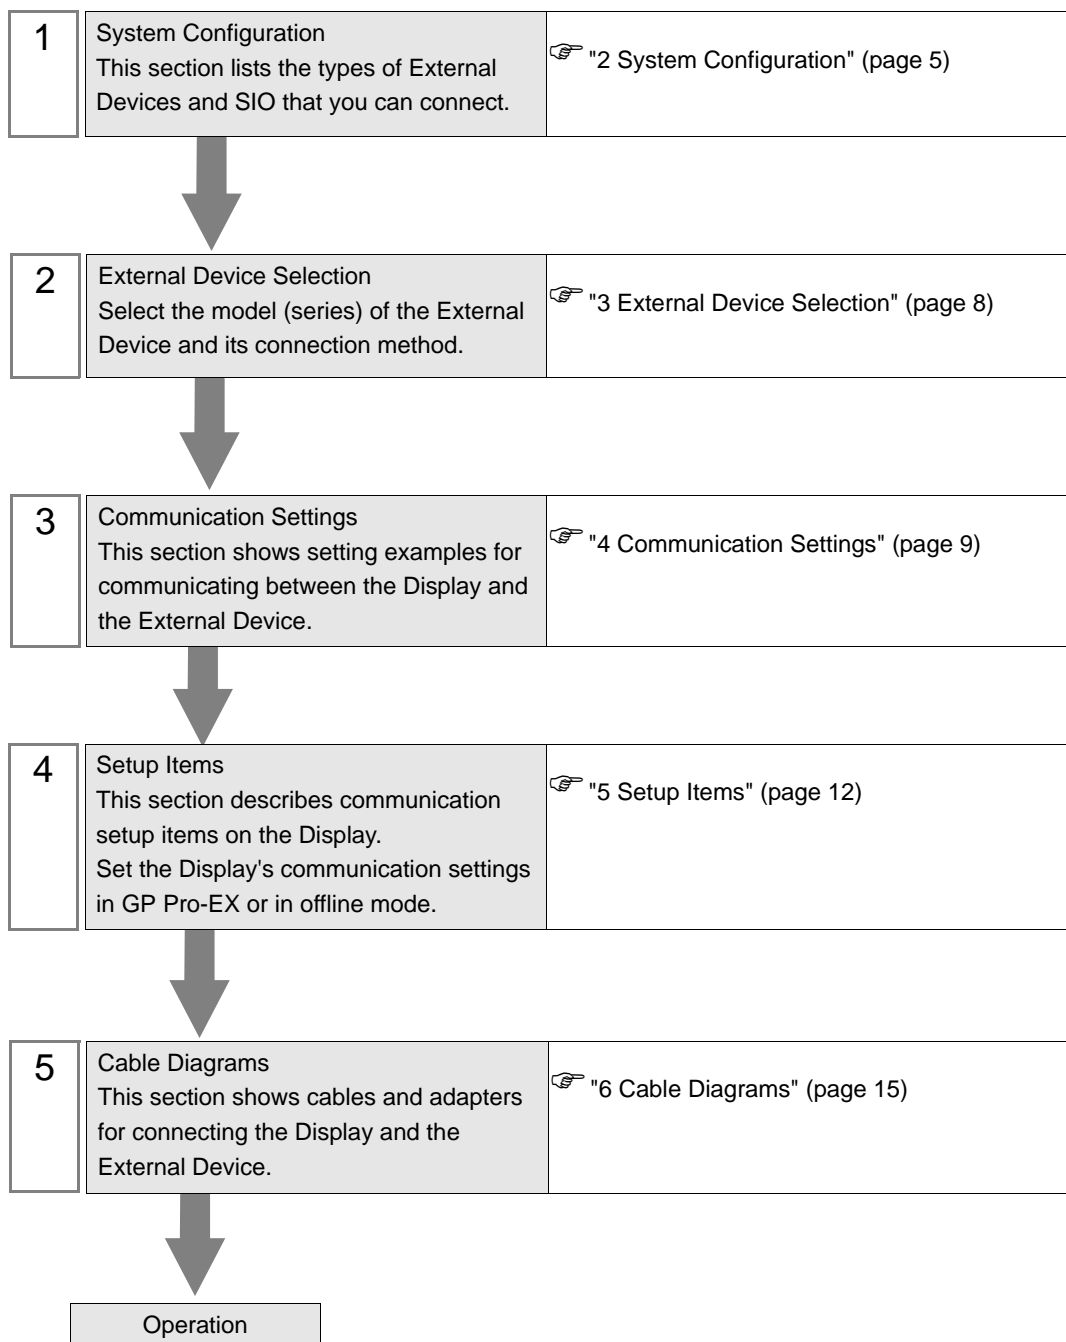 1
System Configuration
This section lists the types of External
Devices and SIO that you can connect.
"2 System Configuration" (page 5)
2
External Device Selection
Select the model (series) of the External
Device and its connection method.
"3 External Device Selection" (page 8)
3
Communication Settings
This section shows setting examples for
communicating between the Display and
the External Device.
"4 Communication Settings" (page 9)
4
Setup Items
This section describes communication
setup items on the Display.
Set the Display's communication settings
in GP Pro-EX or in offline mode.
"5 Setup Items" (page 12)
5
Cable Diagrams
This section shows cables and adapters
for connecting the Display and the
External Device.
"6 Cable Diagrams" (page 15)
Operation